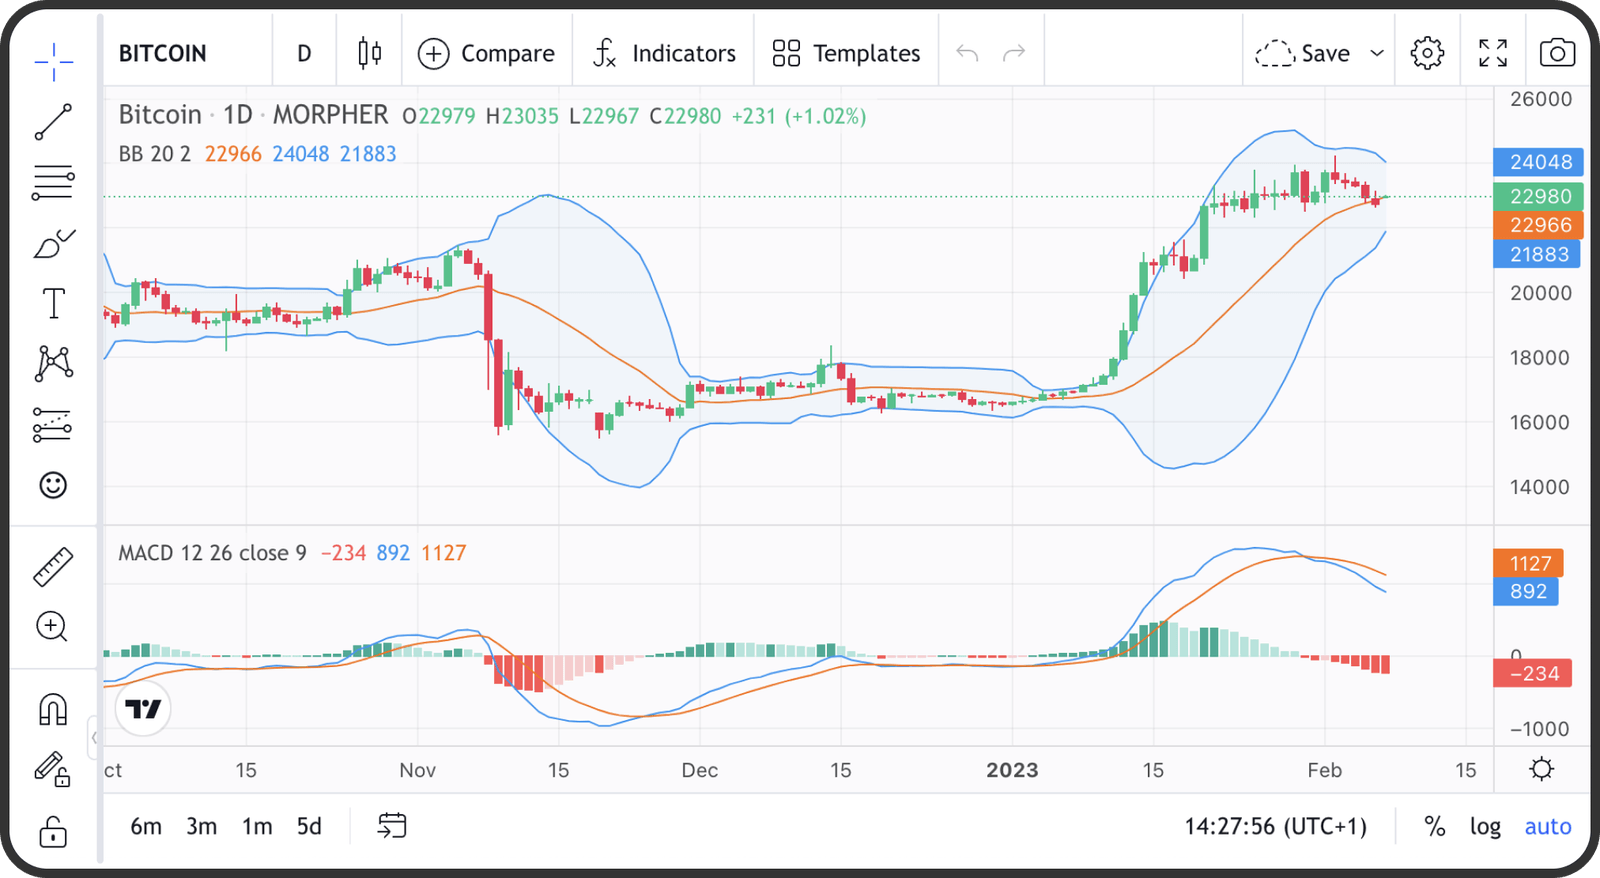 BITCOIN D Compare Indicators Templates Save
Bitcoin · 1D · MORPHER O22979 H23035 L22967 C22980 +231 (+1.02%)
BB 20 2 22966 24048 21883
26000
24048
22980
22966
21883
20000
18000
16000
14000
MACD 12 26 close 9 −234 892 1127
1127
892
0
−234
−1000
ct 15 Nov 15 Dec 15 2023 15 Feb 15
6m 3m 1m 5d 14:27:56 (UTC+1) % log auto